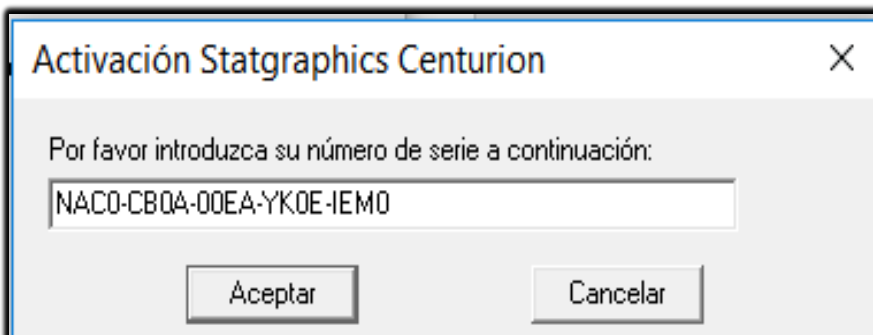 Activación Statgraphics Centurion
Por favor introduzca su número de serie a continuación:
NAC0-CB0A-00EA-YK0E-IEM0
Aceptar
Cancelar